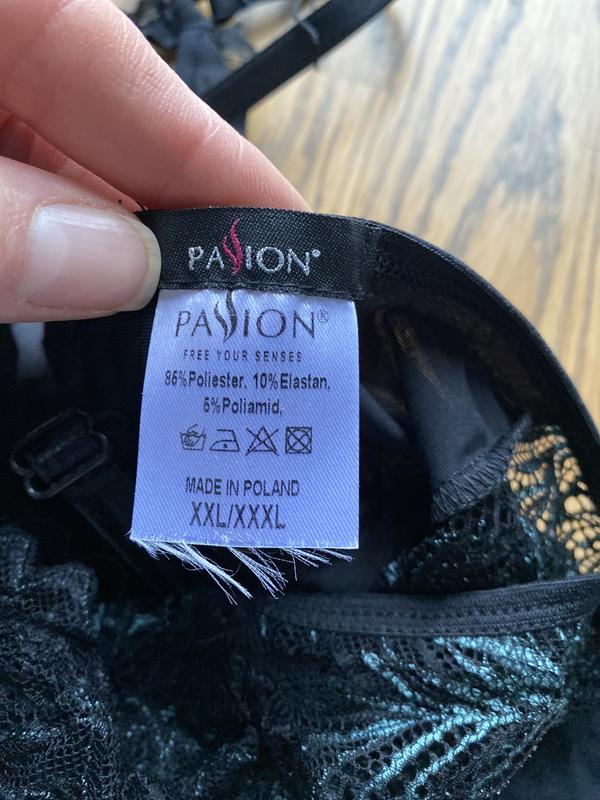 PASSION®
PASSION®
FREE YOUR SENSES
85%Poliester, 10%Elastan,
5%Poliamid,
MADE IN POLAND
XXL/XXXL